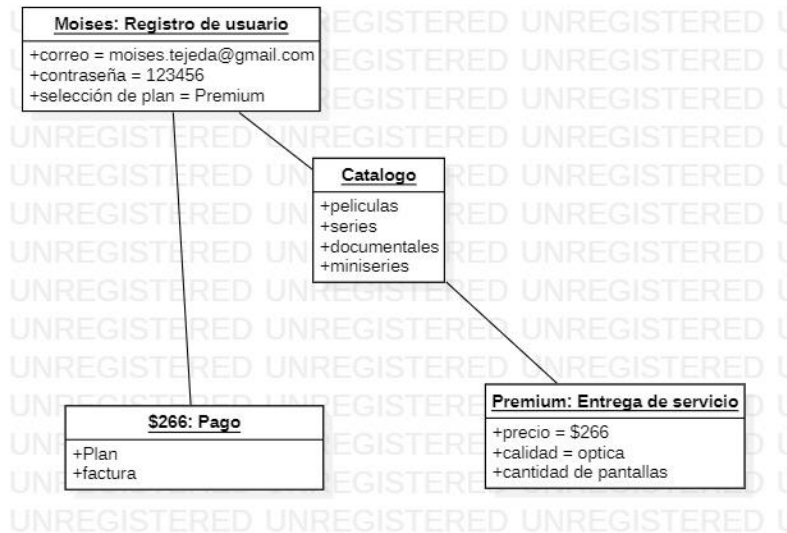 Moises: Registro de usuario
+correo = moises.tejeda@gmail.com
+contraseña = 123456
+selección de plan = Premium
Catalogo
+peliculas
+series
+documentales
+miniseries
$266: Pago
+Plan
+factura
Premium: Entrega de servicio
+precio = $266
+calidad = optica
+cantidad de pantallas
UNREGISTERED